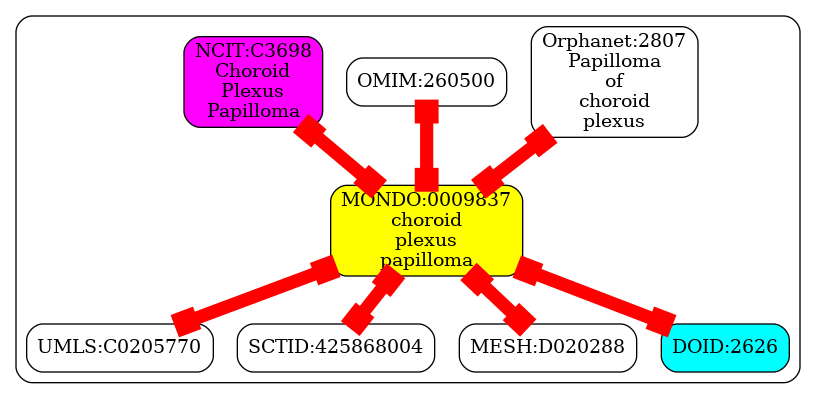 NCIT:C3698
Choroid
Plexus
Papilloma
OMIM:260500
Orphanet:2807
Papilloma
of
choroid
plexus
MONDO:0009837
choroid
plexus
papilloma
UMLS:C0205770
SCTID:425868004
MESH:D020288
DOID:2626